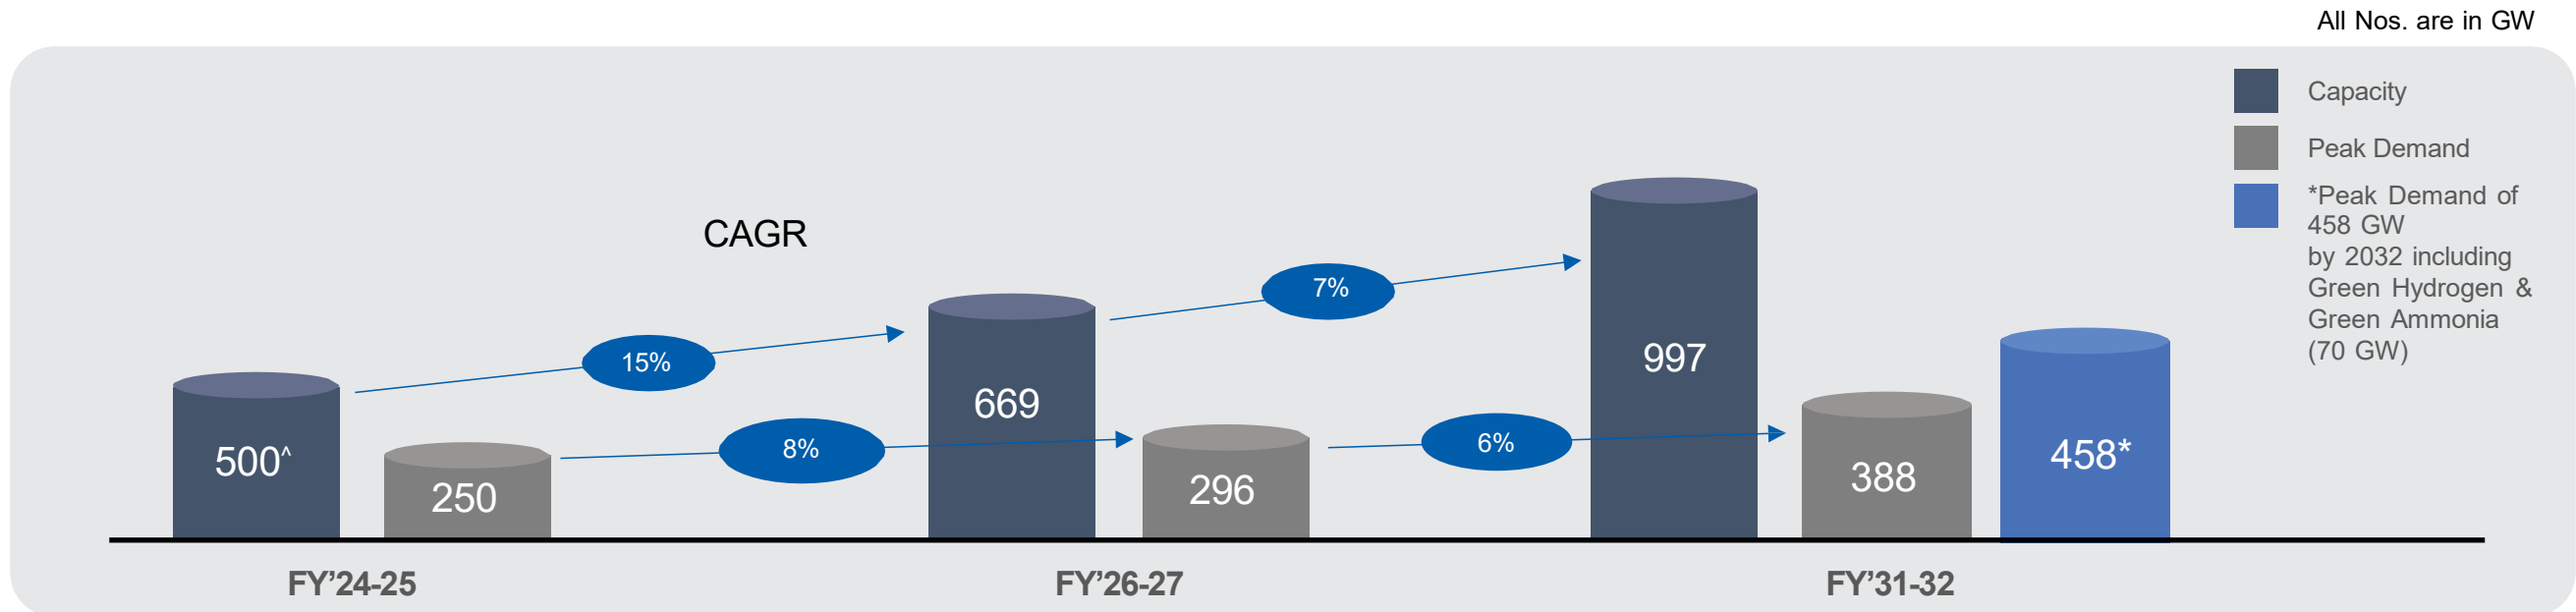 All Nos. are in GW
Capacity
Peak Demand
*Peak Demand of
458 GW
by 2032 including
Green Hydrogen &
Green Ammonia
(70 GW)
CAGR
15%
7%
8%
6%
500^
250
669
296
997
388
458*
FY’24-25
FY’26-27
FY’31-32